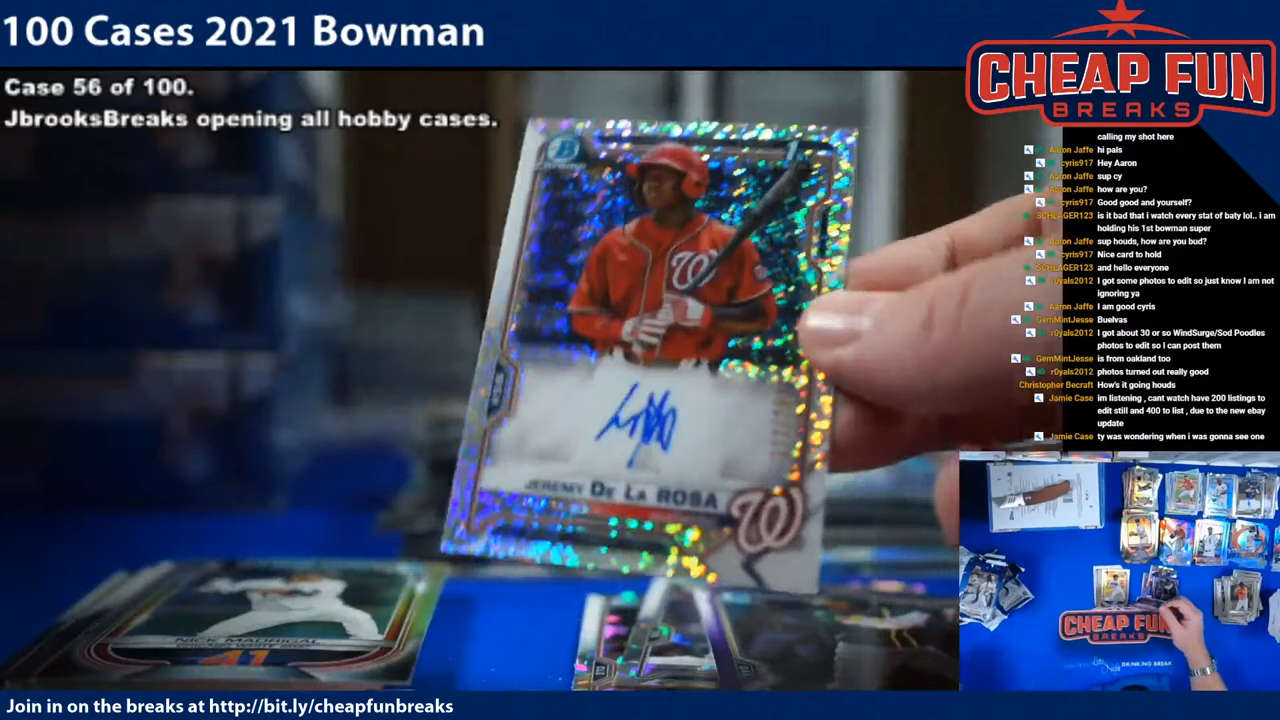 100 Cases 2021 Bowman
Case 56 of 100.
JbrooksBreaks opening all hobby cases.
CHEAP FUN
BREAKS
calling my shot here
Aaron Jaffe hi pals
cyris917 Hey Aaron
Aaron Jaffe sup cy
Aaron Jaffe how are you?
cyris917 Good good and yourself?
SCHLAGER123 is it bad that i watch every stat of baty lol.. i am
holding his 1st bowman super
Aaron Jaffe sup houds, how are you bud?
cyris917 Nice card to hold
SCHLAGER123 and hello everyone
r0yals2012 I got some photos to edit so just know I am not
ignoring ya
Aaron Jaffe I am good cyris
GemMintJesse Buelvas
r0yals2012 I got about 30 or so WindSurge/Sod Poodles
photos to edit so I can post them
GemMintJesse is from oakland too
r0yals2012 photos turned out really good
Christopher Becraft How's it going houds
Jamie Case im listening , cant watch have 200 listings to
edit still and 400 to list , due to the new ebay
update
Jamie Case ty was wondering when i was gonna see one
B
W
JEREMY DE LA ROSA
W
NICK MADRIGAL
CHICAGO WHITE SOX
41
CHEAP FUN
BREAKS
DRINKING BREAK
Join in on the breaks at http://bit.ly/cheapfunbreaks